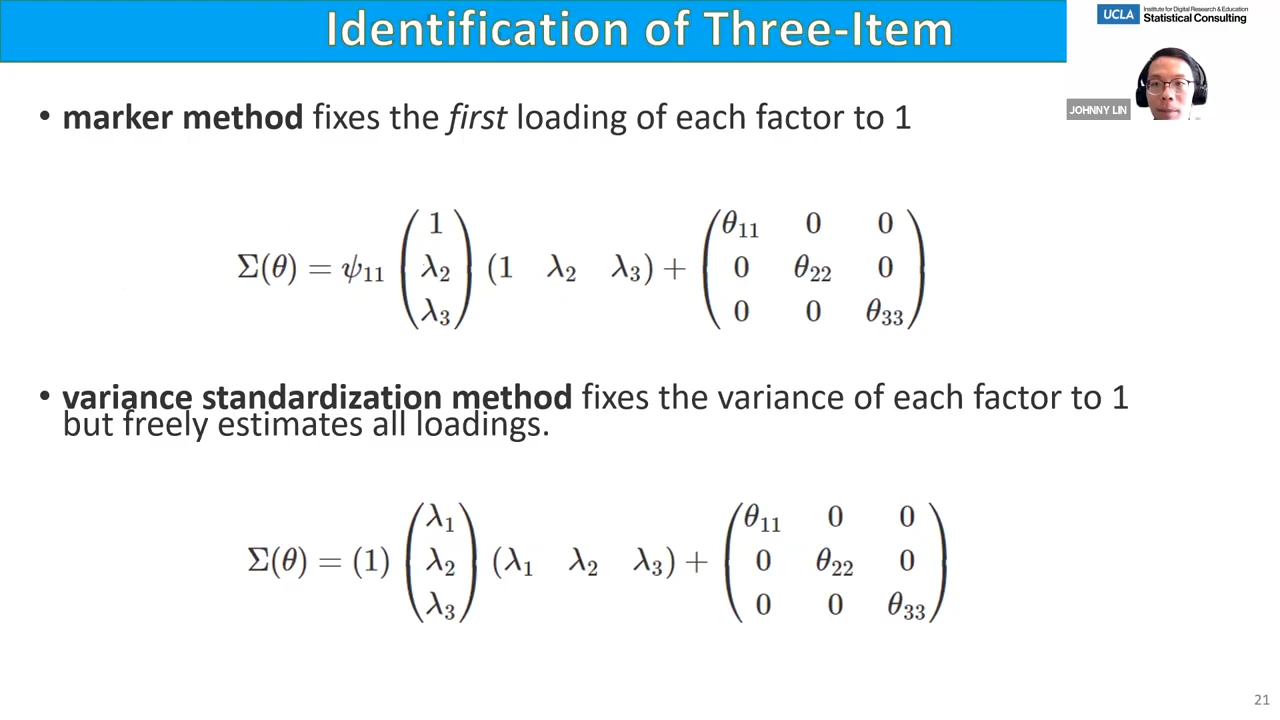 Identification of Three-Item
UCLA Institute for Digital Research & Education
Statistical Consulting
JOHNNY LIN
• marker method fixes the first loading of each factor to 1
Σ(θ) = ψ₁₁ (1 λ₂ λ₃) (1 λ₂ λ₃) + (θ₁₁ 0 0
0 θ₂₂ 0
0 0 θ₃₃)
• variance standardization method fixes the variance of each factor to 1
but freely estimates all loadings.
Σ(θ) = (1) (λ₁ λ₂ λ₃) (λ₁ λ₂ λ₃) + (θ₁₁ 0 0
0 θ₂₂ 0
0 0 θ₃₃)
21